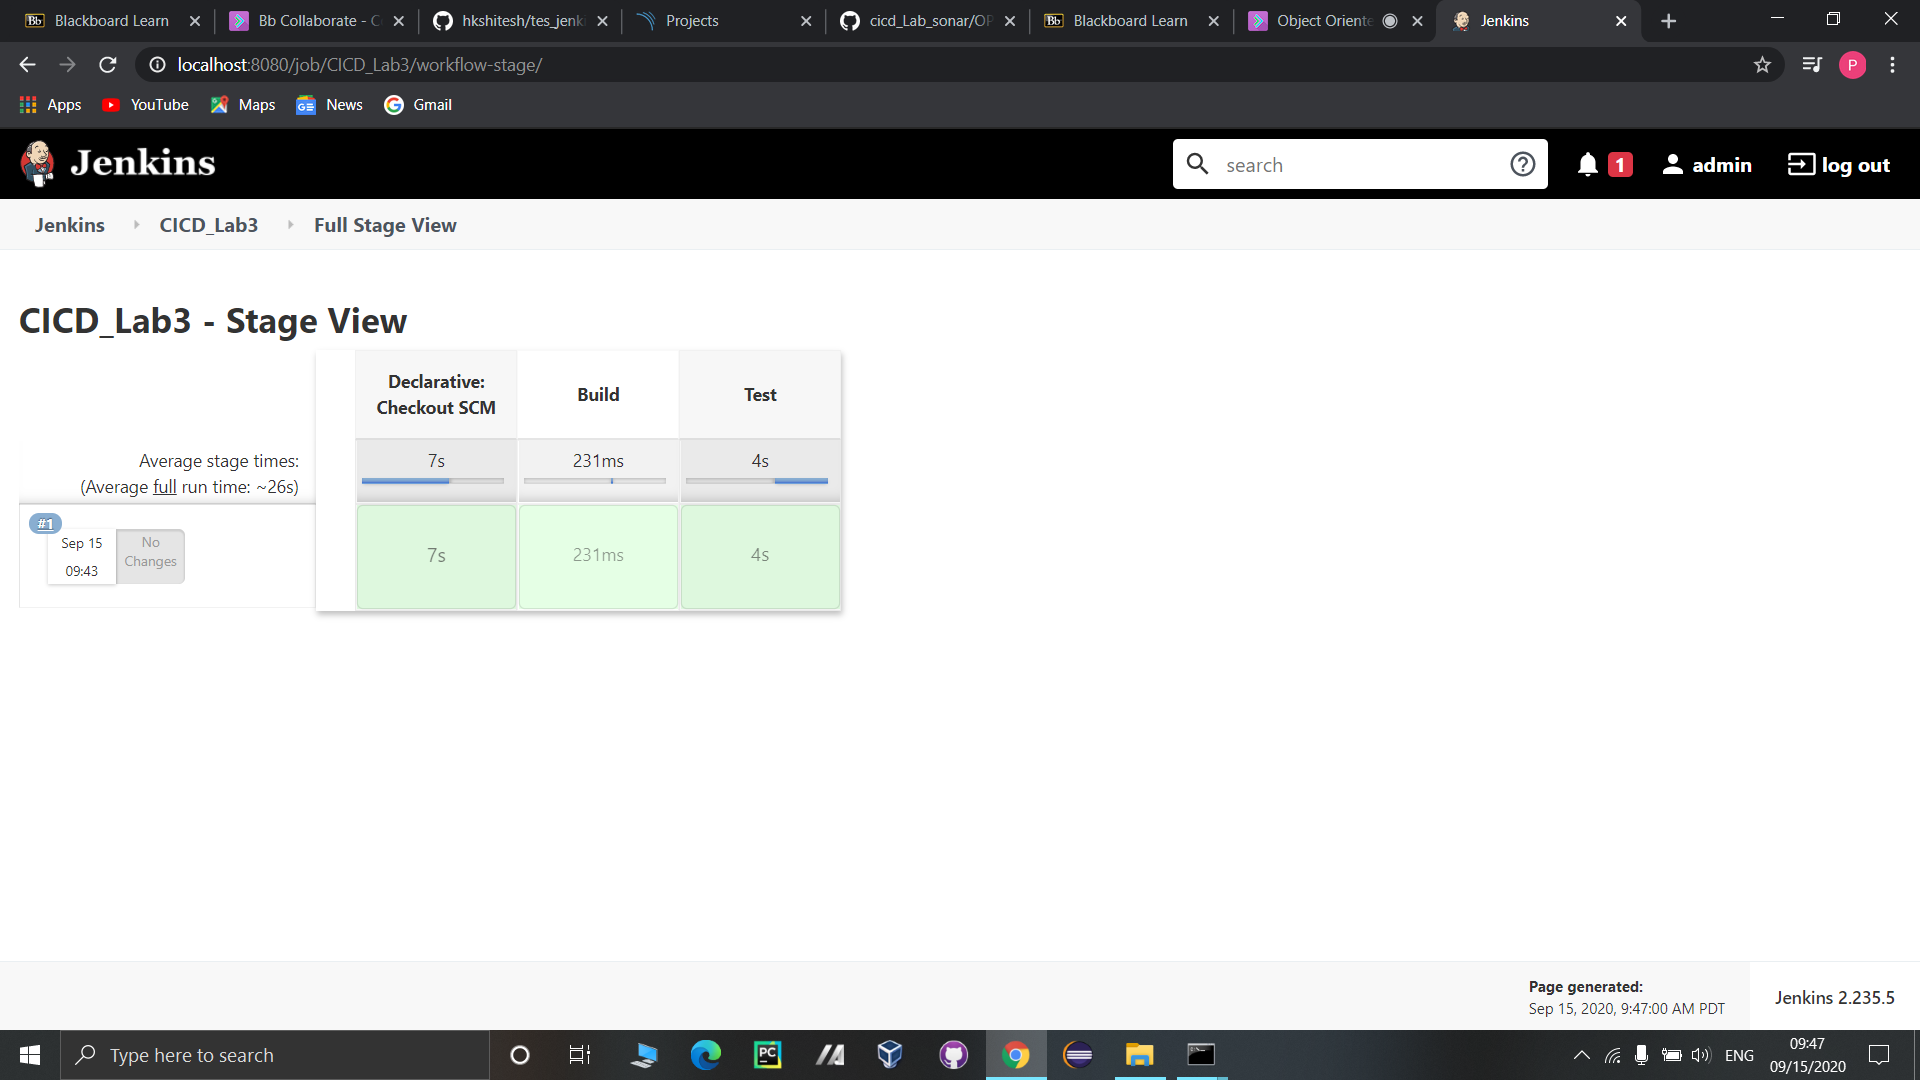 Blackboard Learn
Bb Collaborate - C
hkshitesh/tes_jenki
Projects
cicd_Lab_sonar/OP
Blackboard Learn
Object Oriente
Jenkins
localhost:8080/job/CICD_Lab3/workflow-stage/
P
Apps
YouTube
Maps
News
Gmail
Jenkins
search
1
admin
log out
Jenkins
CICD_Lab3
Full Stage View
CICD_Lab3 - Stage View
Declarative:
Checkout SCM
Build
Test
Average stage times:
(Average full run time: ~26s)
7s
231ms
4s
#1
Sep 15
09:43
No
Changes
7s
231ms
4s
Page generated:
Sep 15, 2020, 9:47:00 AM PDT
Jenkins 2.235.5
Type here to search
ENG
09:47
09/15/2020